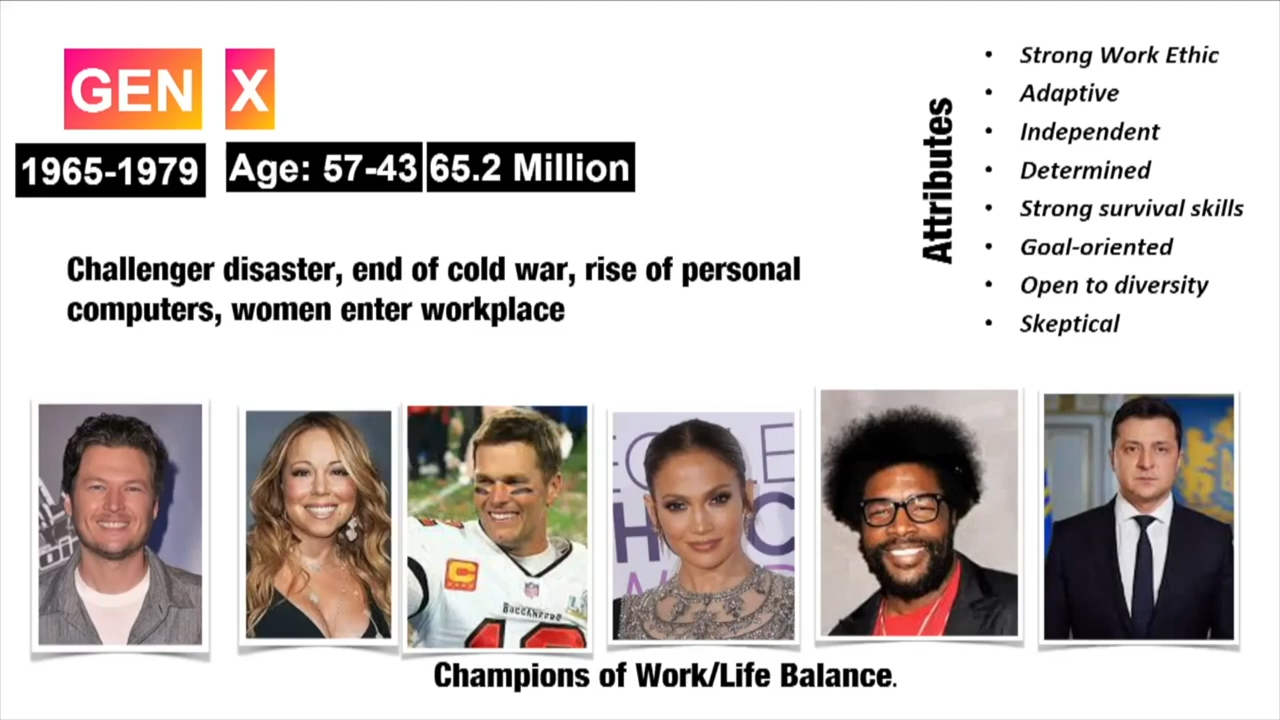 GEN X
1965-1979
Age: 57-43
65.2 Million
Challenger disaster, end of cold war, rise of personal
computers, women enter workplace
Attributes
• Strong Work Ethic
• Adaptive
• Independent
• Determined
• Strong survival skills
• Goal-oriented
• Open to diversity
• Skeptical
C
NFL
BUCCANEERS
Champions of Work/Life Balance.